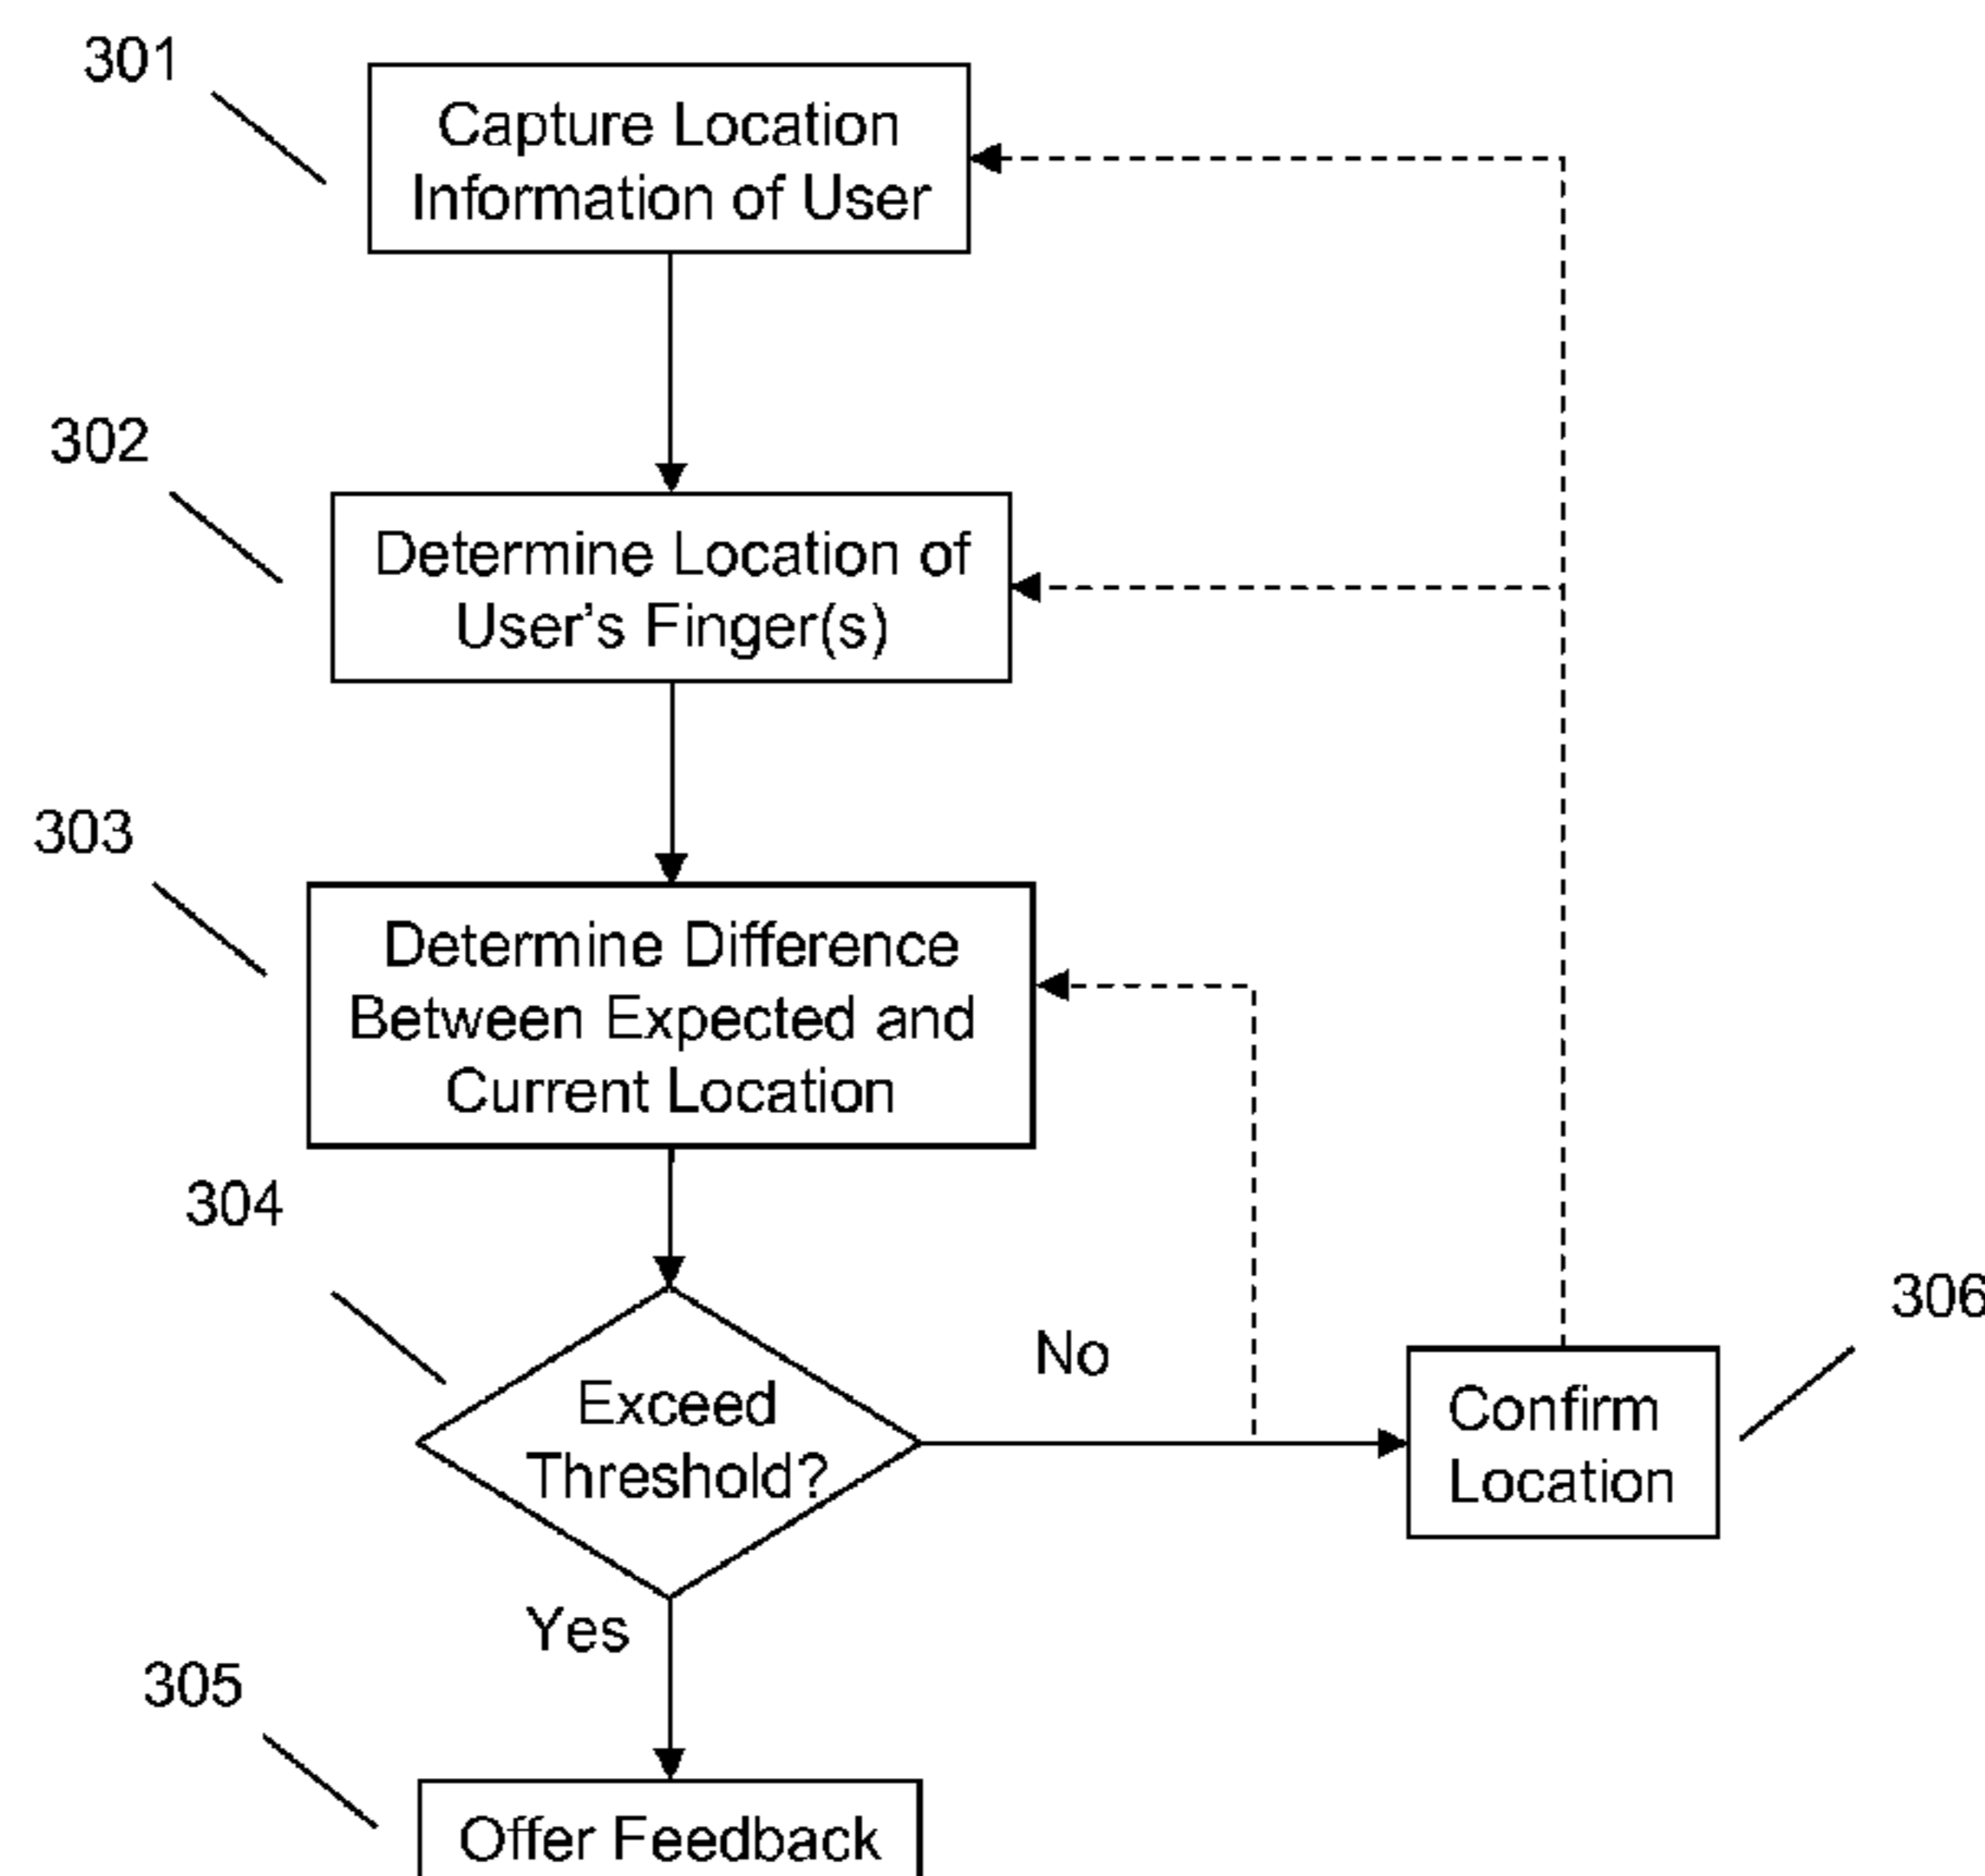 301
Capture Location
Information of User
302
Determine Location of
User's Finger(s)
303
Determine Difference
Between Expected and
Current Location
304
Exceed
Threshold?
No
306
Confirm
Location
Yes
305
Offer Feedback